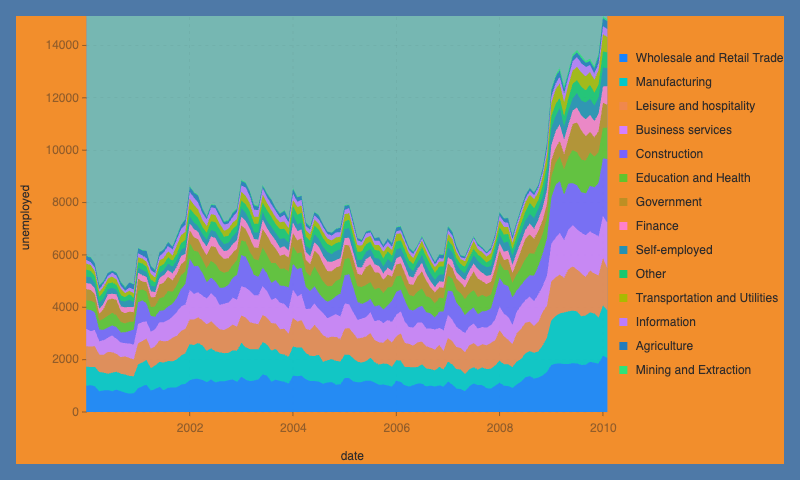 14000
12000
10000
8000
6000
4000
2000
0
unemployed
2002
2004
2006
2008
2010
date
Wholesale and Retail Trade
Manufacturing
Leisure and hospitality
Business services
Construction
Education and Health
Government
Finance
Self-employed
Other
Transportation and Utilities
Information
Agriculture
Mining and Extraction